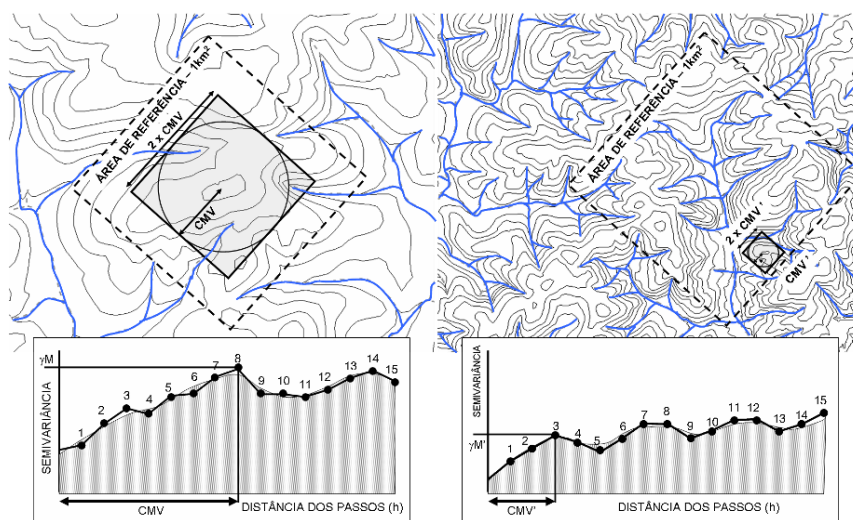 ÁREA DE REFERÊNCIA – 1km²
2 x CMV
CMV
ÁREA DE REFERÊNCIA – 1km²
2 x CMV'
CMV'
γM
SEMIVARIÂNCIA
1 2 3 4 5 6 7 8 9 10 11 12 13 14 15
CMV
DISTÂNCIA DOS PASSOS (h)
SEMIVARIÂNCIA
γM'
1 2 3 4 5 6 7 8 9 10 11 12 13 14 15
CMV'
DISTÂNCIA DOS PASSOS (h)